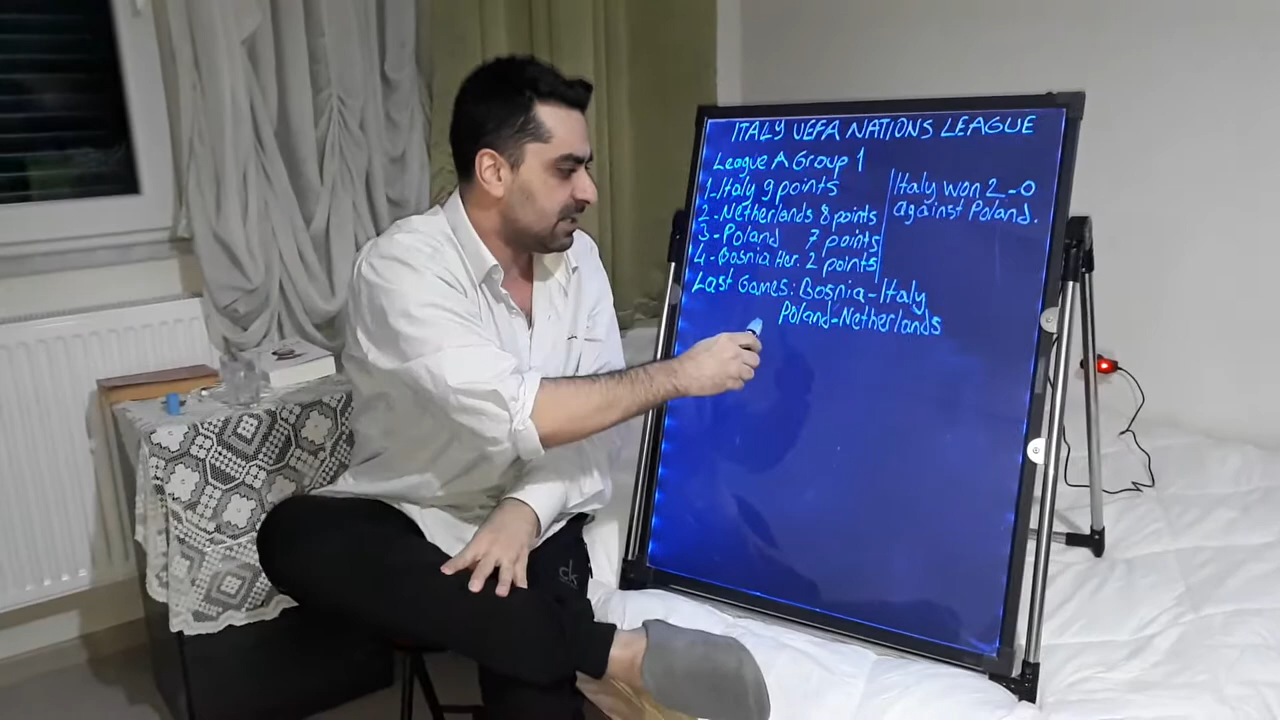 ITALY UEFA NATIONS LEAGUE
League A Group 1
1-Italy 9 points
2-Netherlands 8 points
3-Poland 7 points
4-Bosnia Her. 2 points
Italy won 2-0
against Poland.
Last Games: Bosnia-Italy
Poland-Netherlands
ck